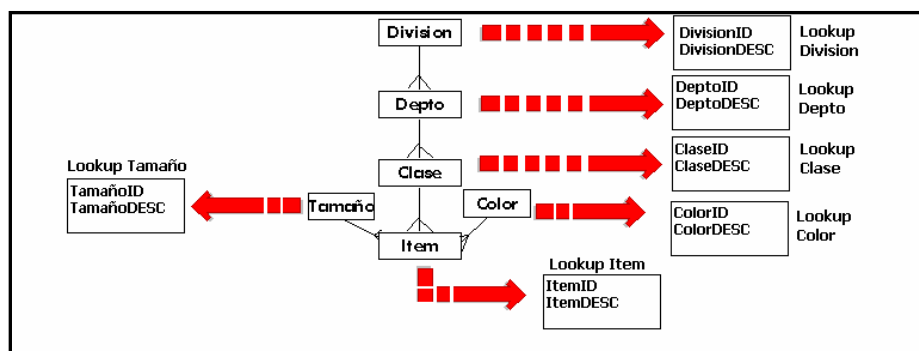 Division
DivisionID
DivisionDESC
Lookup
Division
Depto
DeptoID
DeptoDESC
Lookup
Depto
Clase
ClaseID
ClaseDESC
Lookup
Clase
Lookup Tamaño
TamañoID
TamañoDESC
Tamaño
Color
ColorID
ColorDESC
Lookup
Color
Item
Lookup Item
ItemID
ItemDESC